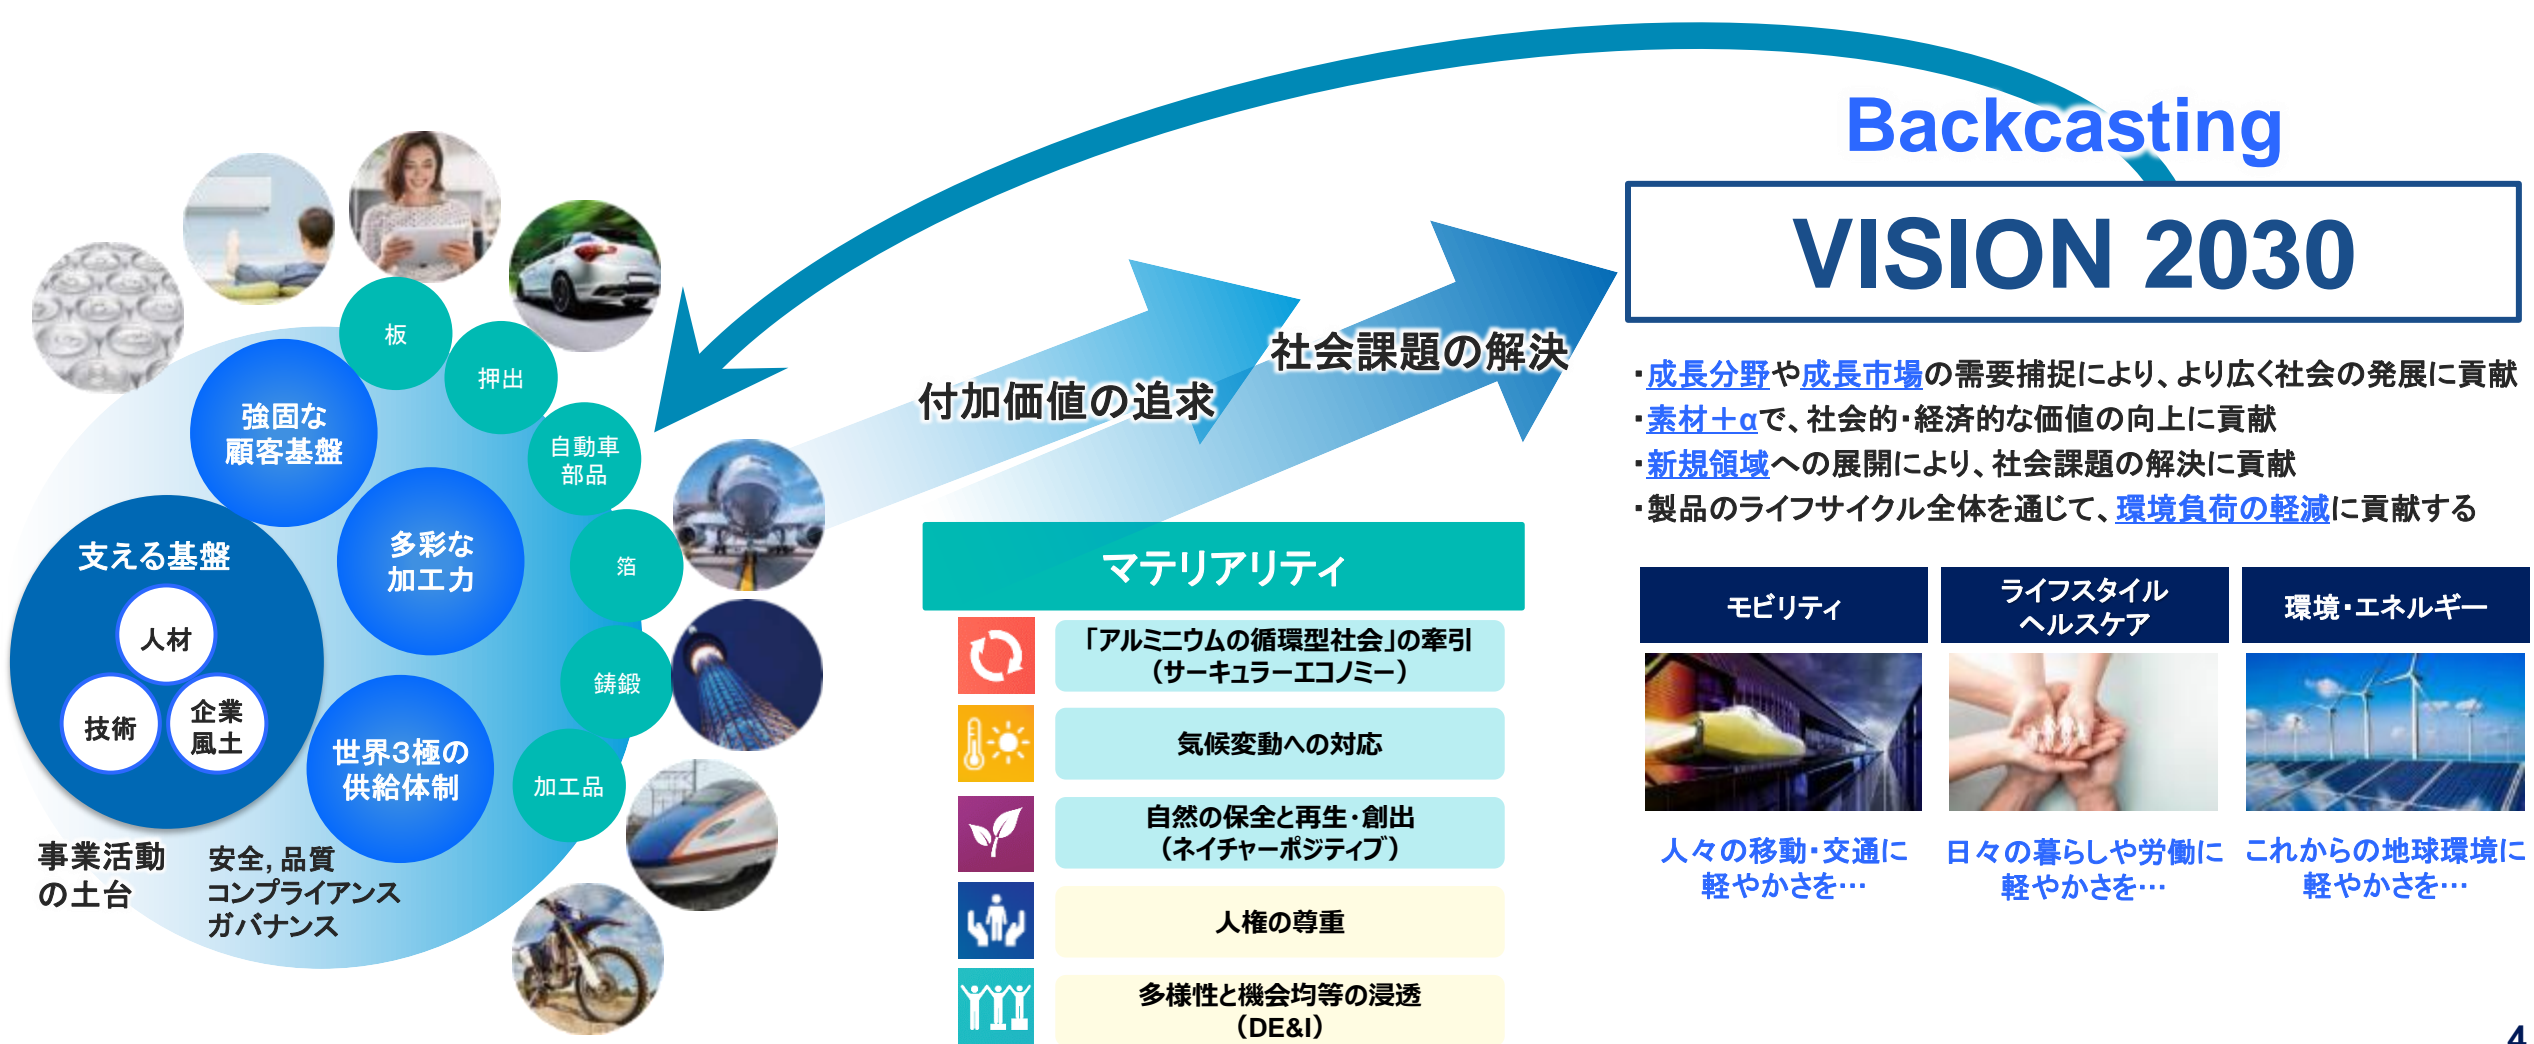 Backcasting
VISION 2030
・成長分野や成長市場の需要捕捉により、より広く社会の発展に貢献
・素材＋αで、社会的・経済的な価値の向上に貢献
・新規領域への展開により、社会課題の解決に貢献
・製品のライフサイクル全体を通じて、環境負荷の軽減に貢献する
モビリティ
ライフスタイル
ヘルスケア
環境・エネルギー
人々の移動・交通に
軽やかさを…
日々の暮らしや労働に
軽やかさを…
これからの地球環境に
軽やかさを…
付加価値の追求
社会課題の解決
マテリアリティ
「アルミニウムの循環型社会」の牽引
（サーキュラーエコノミー）
気候変動への対応
自然の保全と再生・創出
（ネイチャーポジティブ）
人権の尊重
多様性と機会均等の浸透
（DE&I）
板
押出
自動車
部品
箔
鋳鍛
加工品
強固な
顧客基盤
多彩な
加工力
世界3極の
供給体制
支える基盤
人材
技術
企業
風土
事業活動
の土台
安全, 品質
コンプライアンス
ガバナンス
4